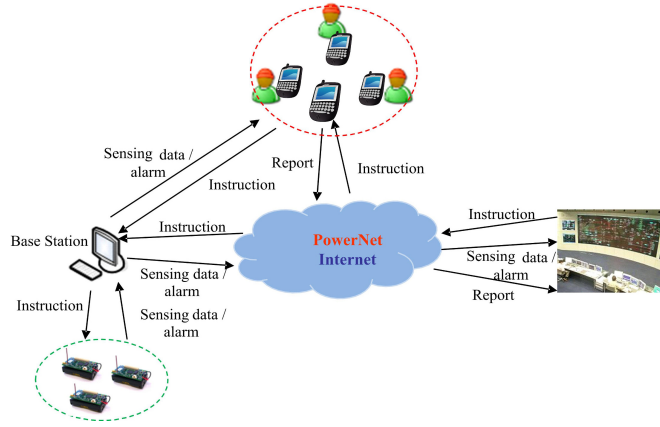 Sensing data /
alarm
Report
Instruction
Instruction
Instruction
Instruction
PowerNet
Internet
Base Station
Sensing data /
alarm
Sensing data /
alarm
Report
Instruction
Sensing data /
alarm